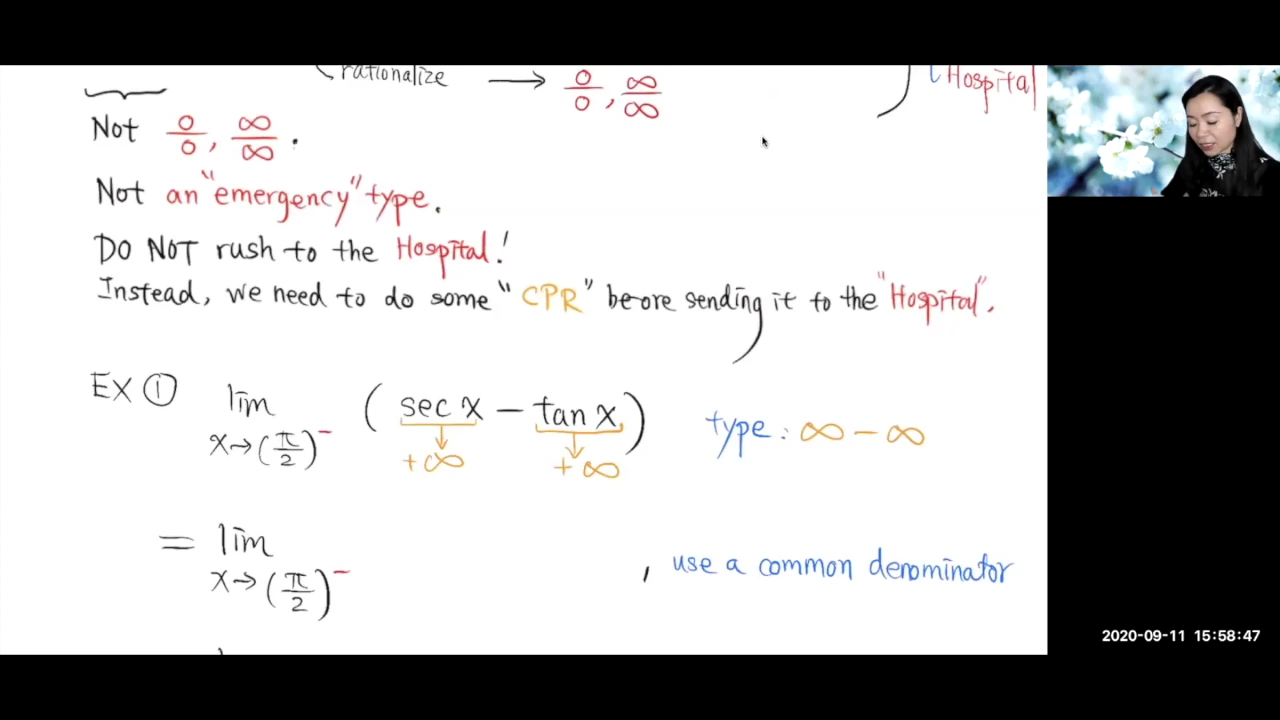 rationalize → 0/0 , ∞/∞ Hospital
Not 0/0 , ∞/∞ .
Not an "emergency" type.
DO NOT rush to the Hospital!
Instead, we need to do some "CPR" beore sending it to the "Hospital".
EX ① lim x→(π/2)⁻ ( sec x − tan x ) type: ∞ − ∞
+∞ +∞
= lim x→(π/2)⁻ , use a common denominator
2020-09-11 15:58:47